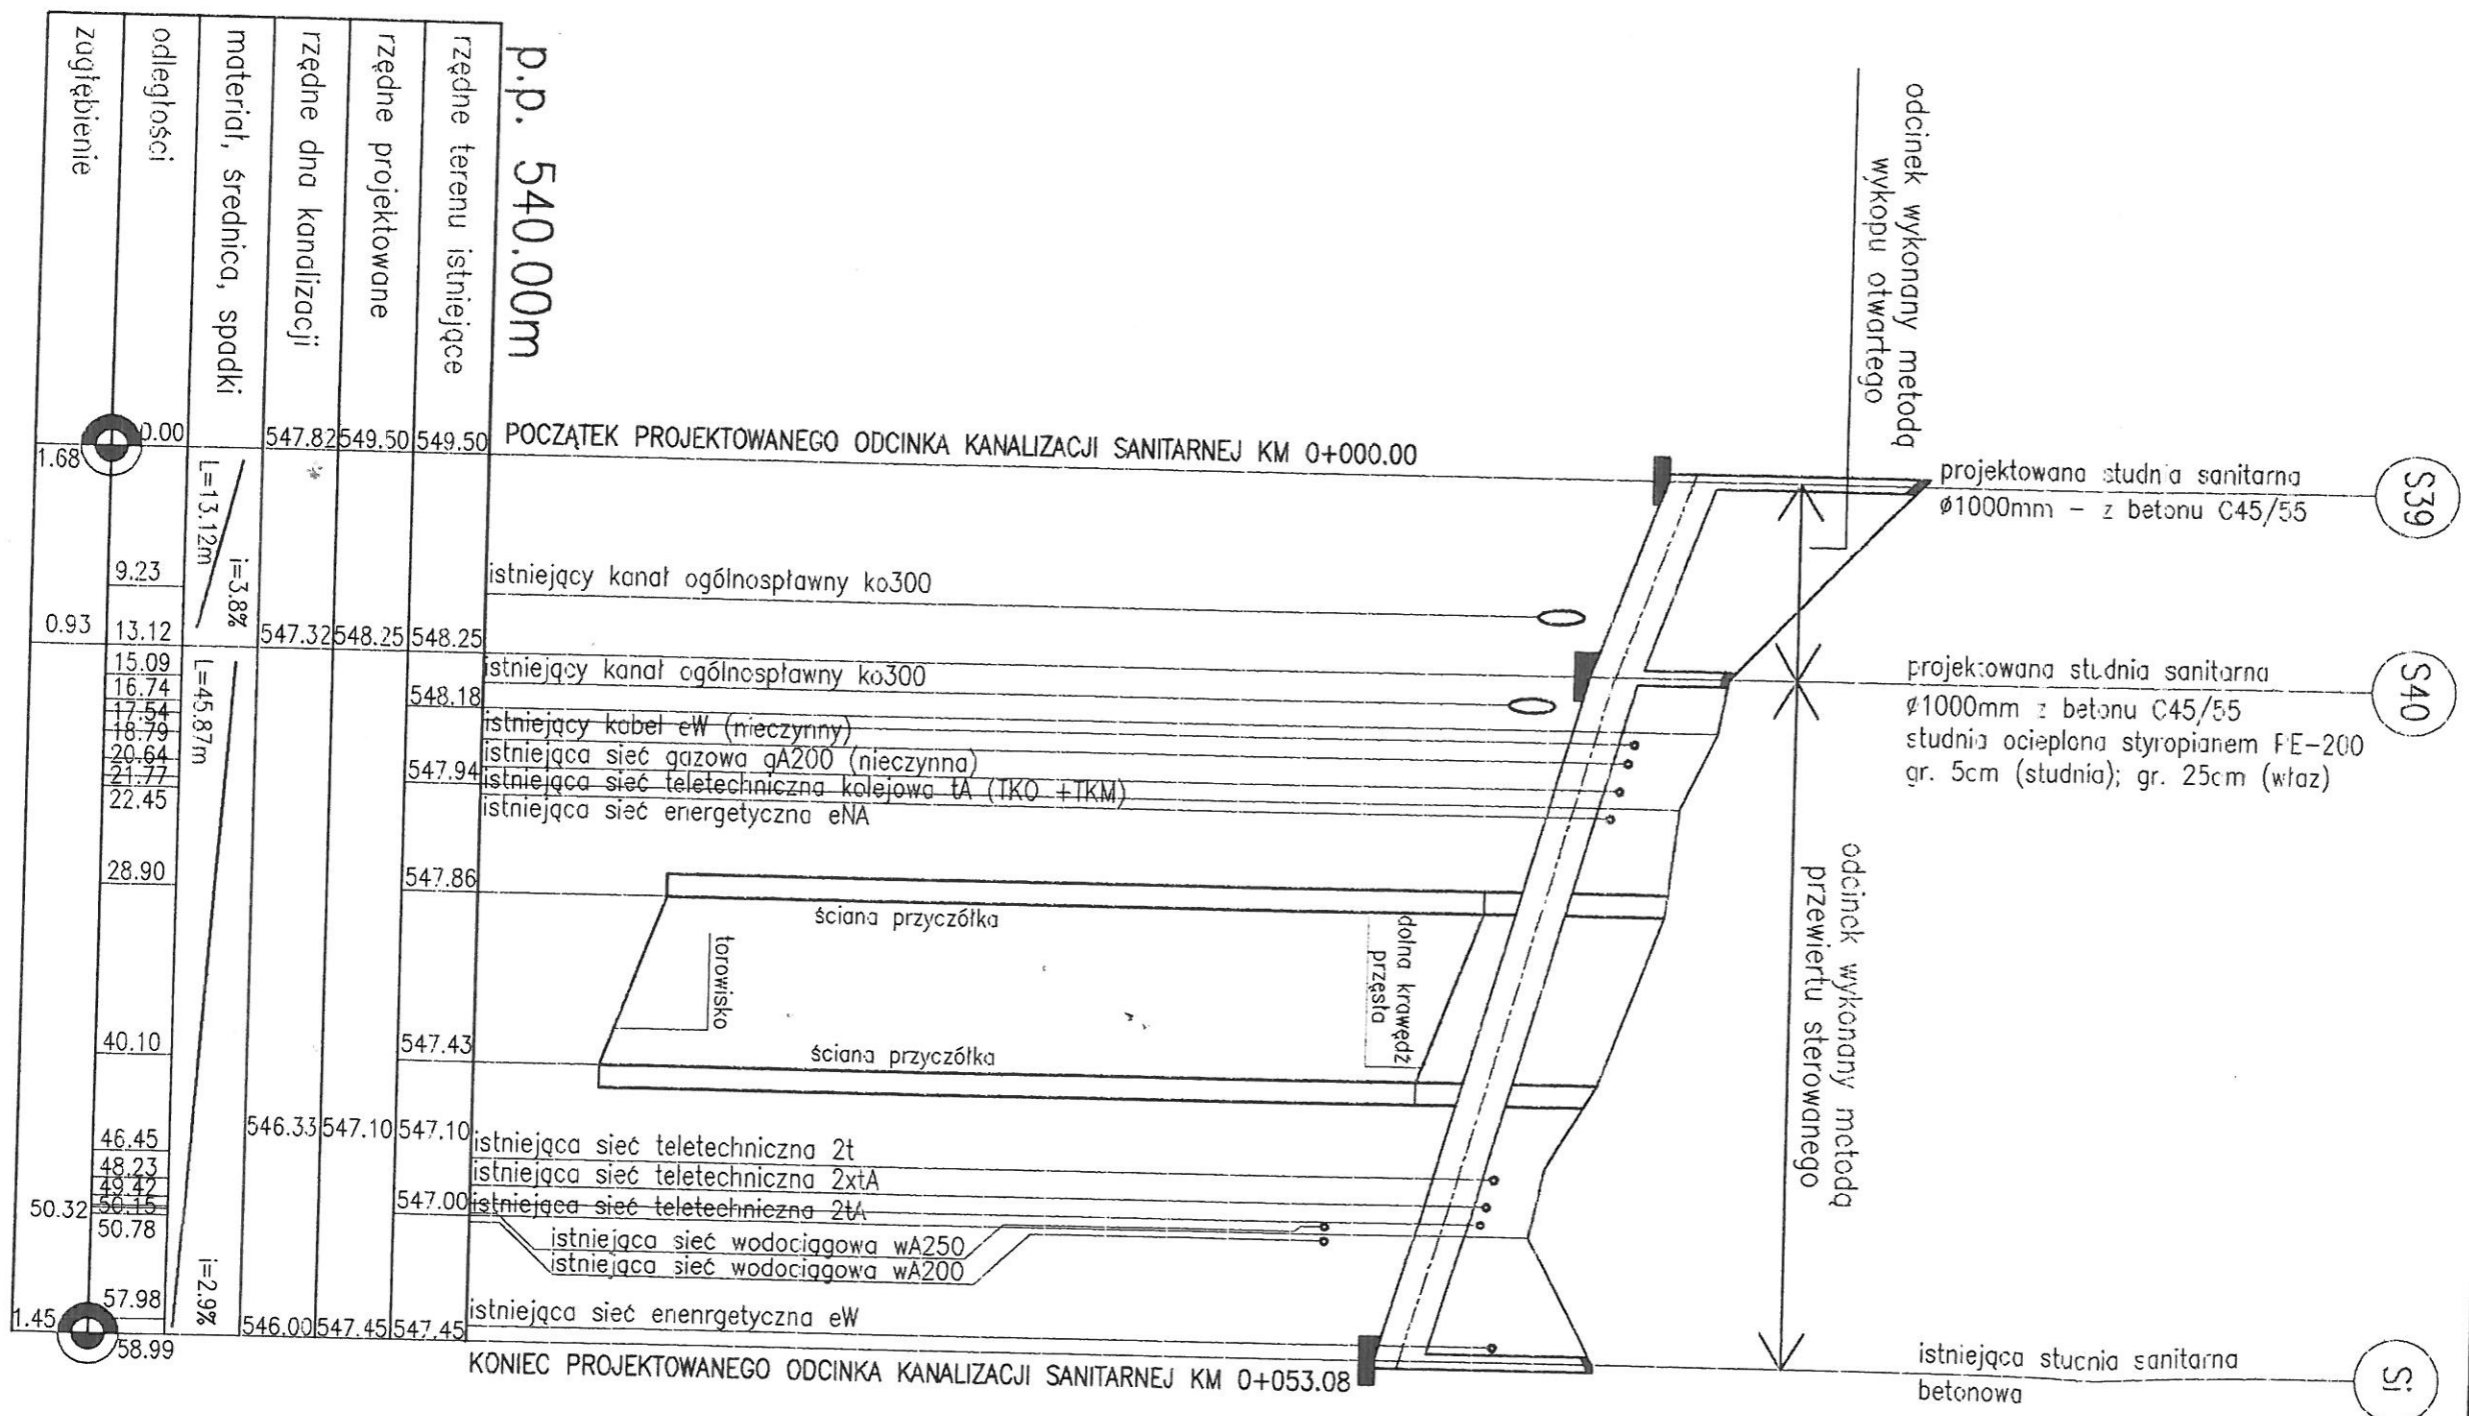 p.p. 540.00m
rzędne terenu istniejące
rzędne projektowane
rzędne dna kanalizacji
materiał, średnica, spadki
odległości
zagłębienie
549.50
548.25
548.18
547.94
547.86
547.43
547.10
547.00
547.45
549.50
548.25
547.10
547.45
547.82
547.32
546.33
546.00
L=13.12m
i=3.8%
L=45.87m
i=2.9%
0.00
9.23
13.12
15.09
16.74
17.54
18.79
20.64
21.77
22.45
28.90
40.10
46.45
48.23
49.42
50.15
50.32
50.78
57.98
58.99
1.68
0.93
1.45
POCZĄTEK PROJEKTOWANEGO ODCINKA KANALIZACJI SANITARNEJ KM 0+000.00
istniejący kanał ogólnospławny ko300
istniejący kanał ogólnospławny ko300
istniejący kabel eW (nieczynny)
istniejąca sieć gazowa gA200 (nieczynna)
istniejąca sieć teletechniczna kolejowa tA (TKO +TKM)
istniejąca sieć energetyczna eNA
ściana przyczółka
torowisko
dolna krawędź
przęsła
ściana przyczółka
istniejąca sieć teletechniczna 2t
istniejąca sieć teletechniczna 2xtA
istniejąca sieć teletechniczna 2tA
istniejąca sieć wodociągowa wA250
istniejąca sieć wodociągowa wA200
istniejąca sieć enenrgetyczna eW
KONIEC PROJEKTOWANEGO ODCINKA KANALIZACJI SANITARNEJ KM 0+053.08
odcinek wykonany metodą
wykopu otwartego
odcinek wykonany metodą
przewiertu sterowanego
projektowana studnia sanitarna
ø1000mm – z betonu C45/55
S39
projektowana studnia sanitarna
ø1000mm z betonu C45/55
studnia ocieplona styropianem PE-200
gr. 5cm (studnia); gr. 25cm (właz)
S40
istniejąca studnia sanitarna
betonowa
Si